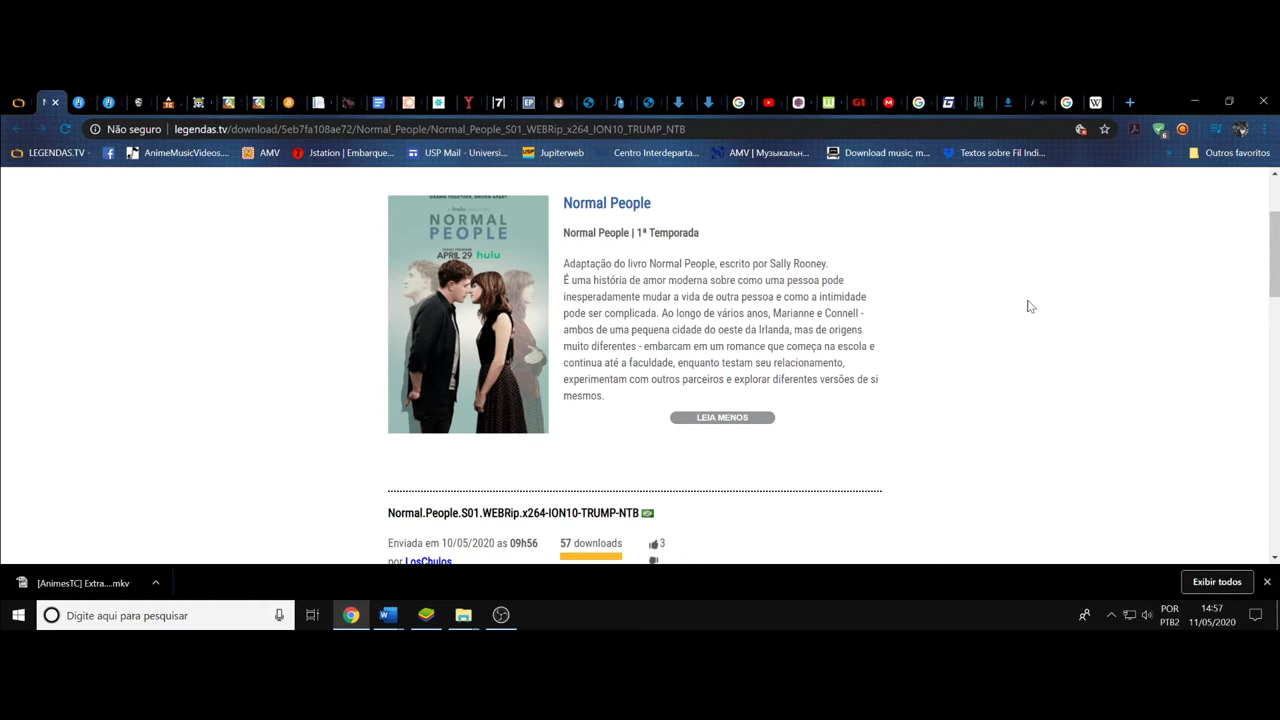 Não seguro
legendas.tv/download/5eb7fa108ae72/Normal_People/Normal_People_S01_WEBRip_x264_ION10_TRUMP_NTB
LEGENDAS.TV
AnimeMusicVideos....
AMV
Jstation | Embarque...
USP Mail - Universi...
Jupiterweb
Centro Interdeparta...
AMV | Музыкальн...
Download music, m...
Textos sobre Fil Indi...
»
Outros favoritos
NORMAL
PEOPLE
APRIL 29 hulu
Normal People
Normal People | 1ª Temporada
Adaptação do livro Normal People, escrito por Sally Rooney.
É uma história de amor moderna sobre como uma pessoa pode
inesperadamente mudar a vida de outra pessoa e como a intimidade
pode ser complicada. Ao longo de vários anos, Marianne e Connell -
ambos de uma pequena cidade do oeste da Irlanda, mas de origens
muito diferentes - embarcam em um romance que começa na escola e
continua até a faculdade, enquanto testam seu relacionamento,
experimentam com outros parceiros e explorar diferentes versões de si
mesmos.
LEIA MENOS
Normal.People.S01.WEBRip.x264-ION10-TRUMP-NTB
Enviada em 10/05/2020 as 09h56
57 downloads
3
por LosChulos
[AnimesTC] Extra....mkv
Exibir todos
Digite aqui para pesquisar
POR
PTB2
14:57
11/05/2020